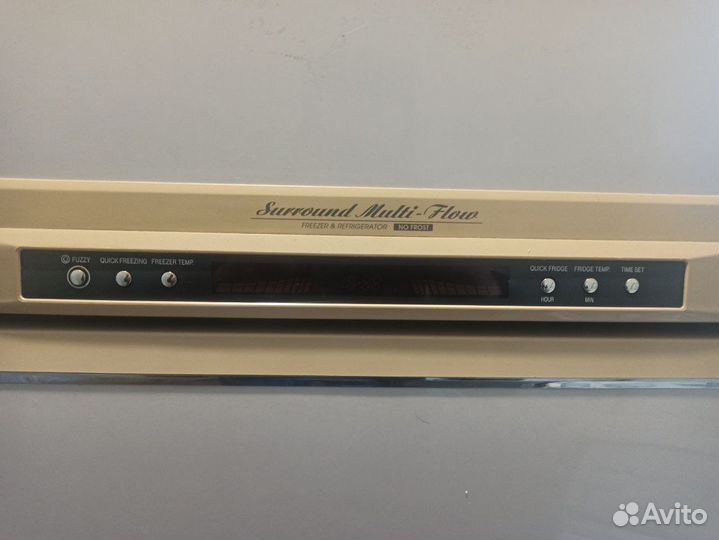 Surround Multi-Flow
FREEZER & REFRIGERATOR NO FROST
FUZZY QUICK FREEZING FREEZER TEMP. QUICK FRIDGE FRIDGE TEMP. TIME SET
HOUR MIN
Avito